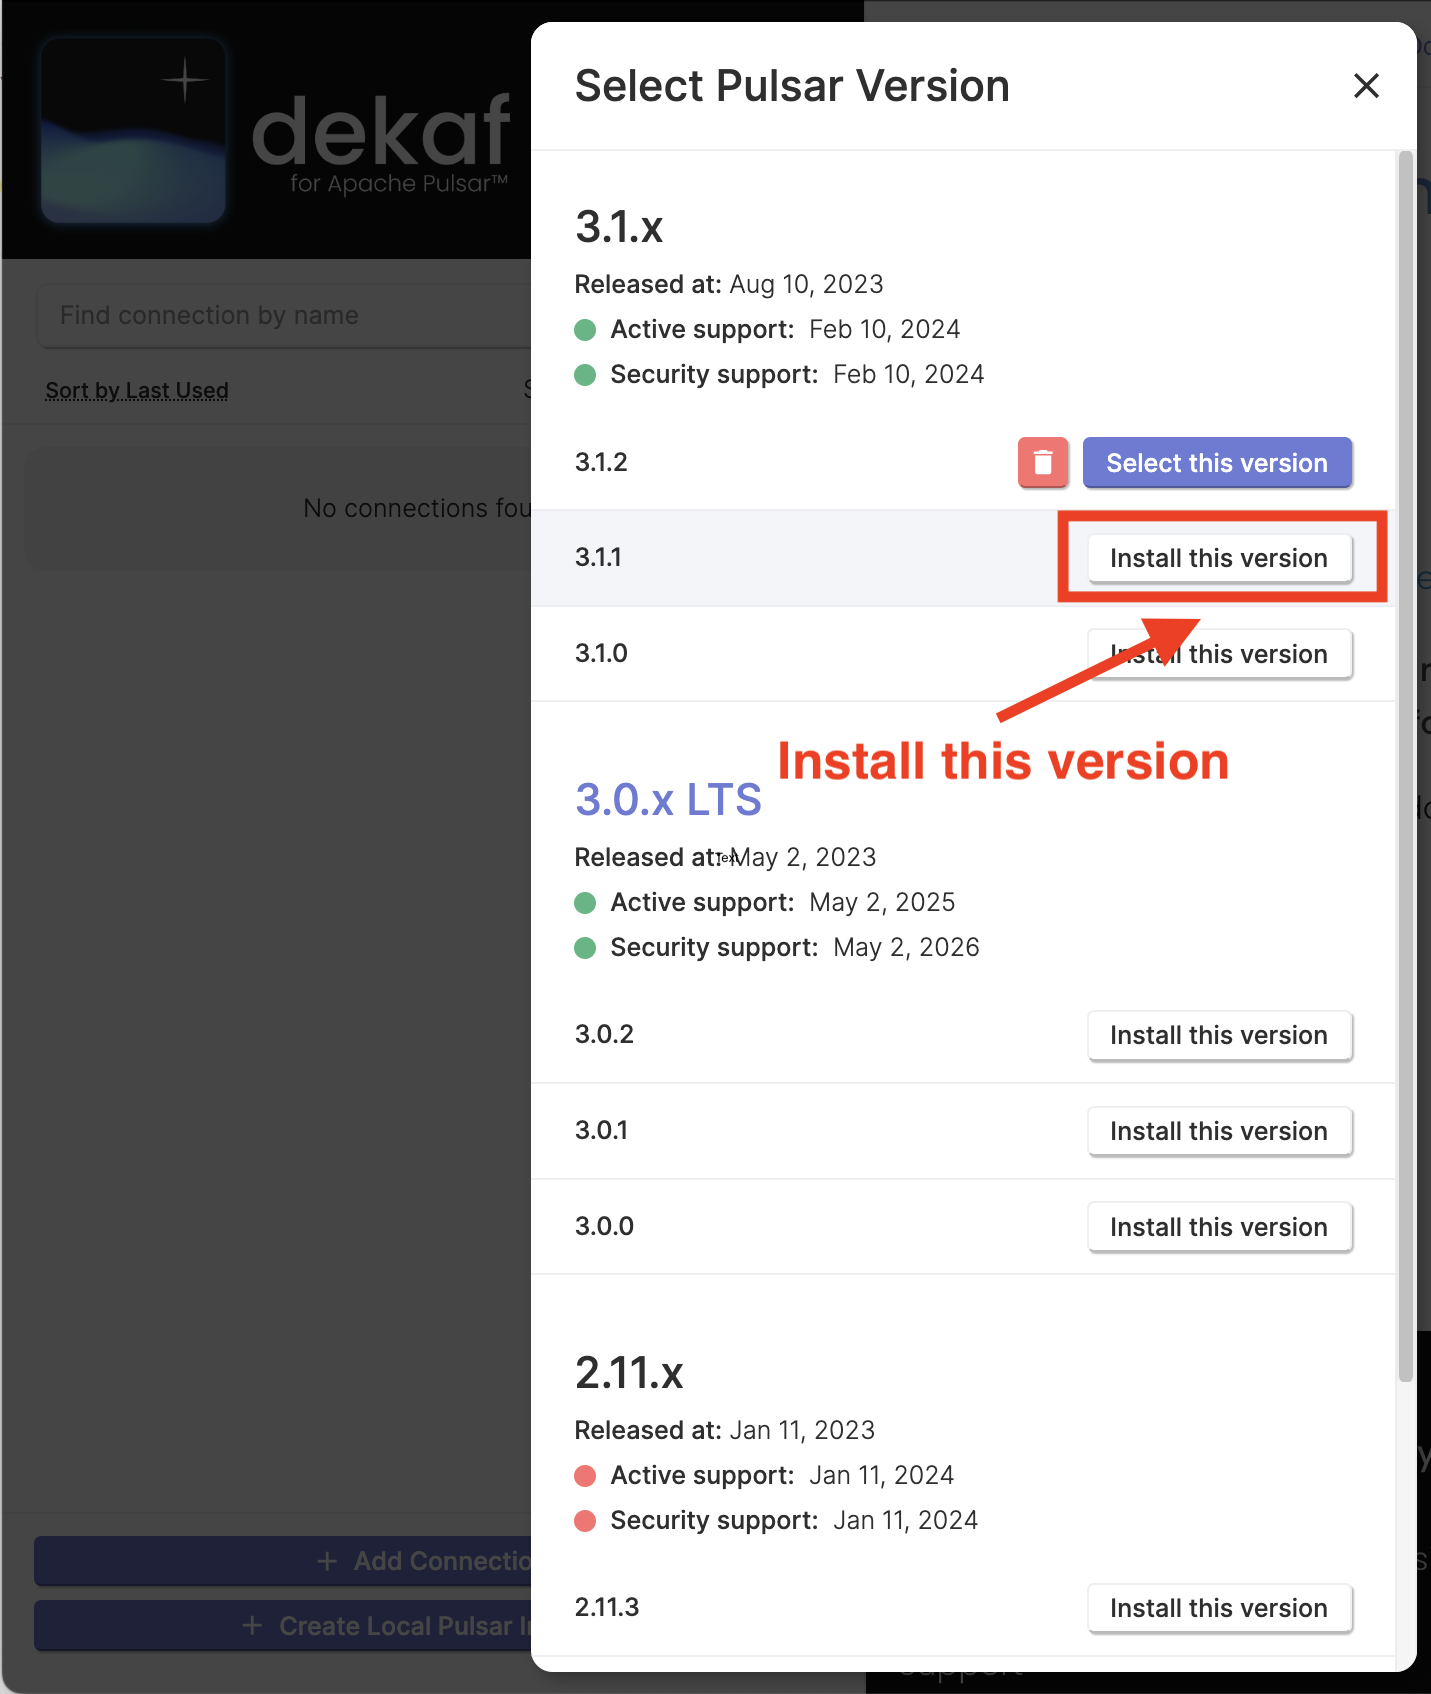 dekaf
for Apache Pulsar™
Find connection by name
Sort by Last Used
No connections fou
+ Add Connectio
+ Create Local Pulsar I
Select Pulsar Version
3.1.x
Released at: Aug 10, 2023
Active support: Feb 10, 2024
Security support: Feb 10, 2024
3.1.2
Select this version
3.1.1
Install this version
3.1.0
Install this version
Install this version
3.0.x LTS
Released at: May 2, 2023
Text
Active support: May 2, 2025
Security support: May 2, 2026
3.0.2
Install this version
3.0.1
Install this version
3.0.0
Install this version
2.11.x
Released at: Jan 11, 2023
Active support: Jan 11, 2024
Security support: Jan 11, 2024
2.11.3
Install this version
support